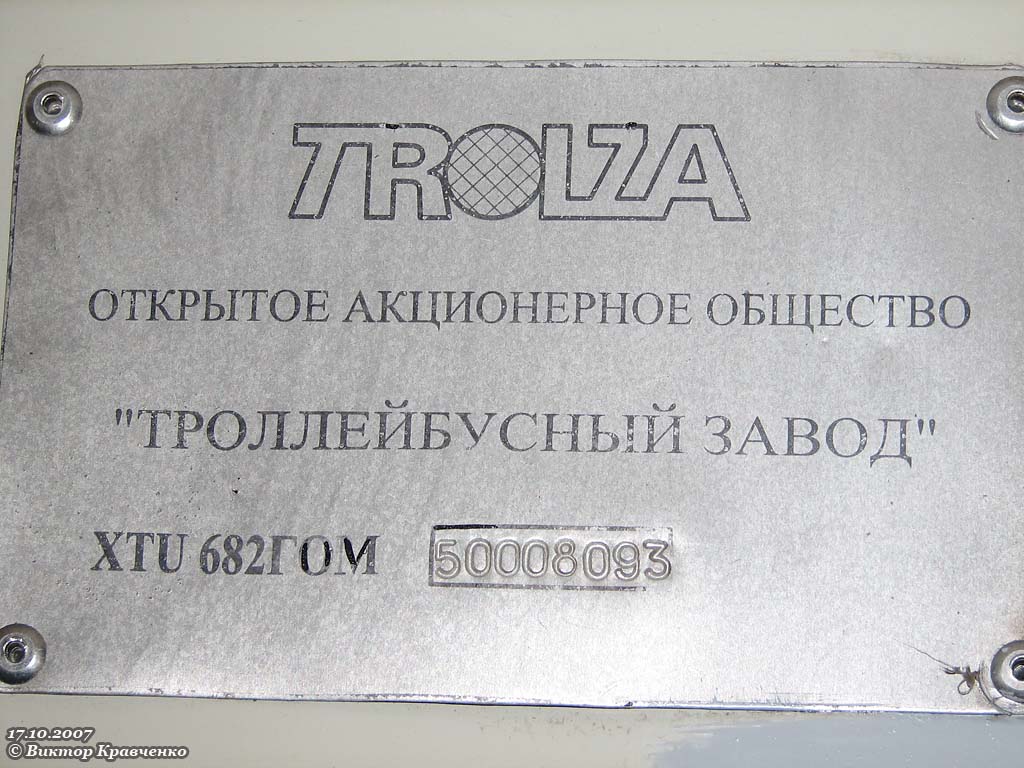 TROLZA
ОТКРЫТОЕ АКЦИОНЕРНОЕ ОБЩЕСТВО
"ТРОЛЛЕЙБУСНЫЙ ЗАВОД"
XTU 682ГОМ 50008093
17.10.2007
© Виктор Кравченко